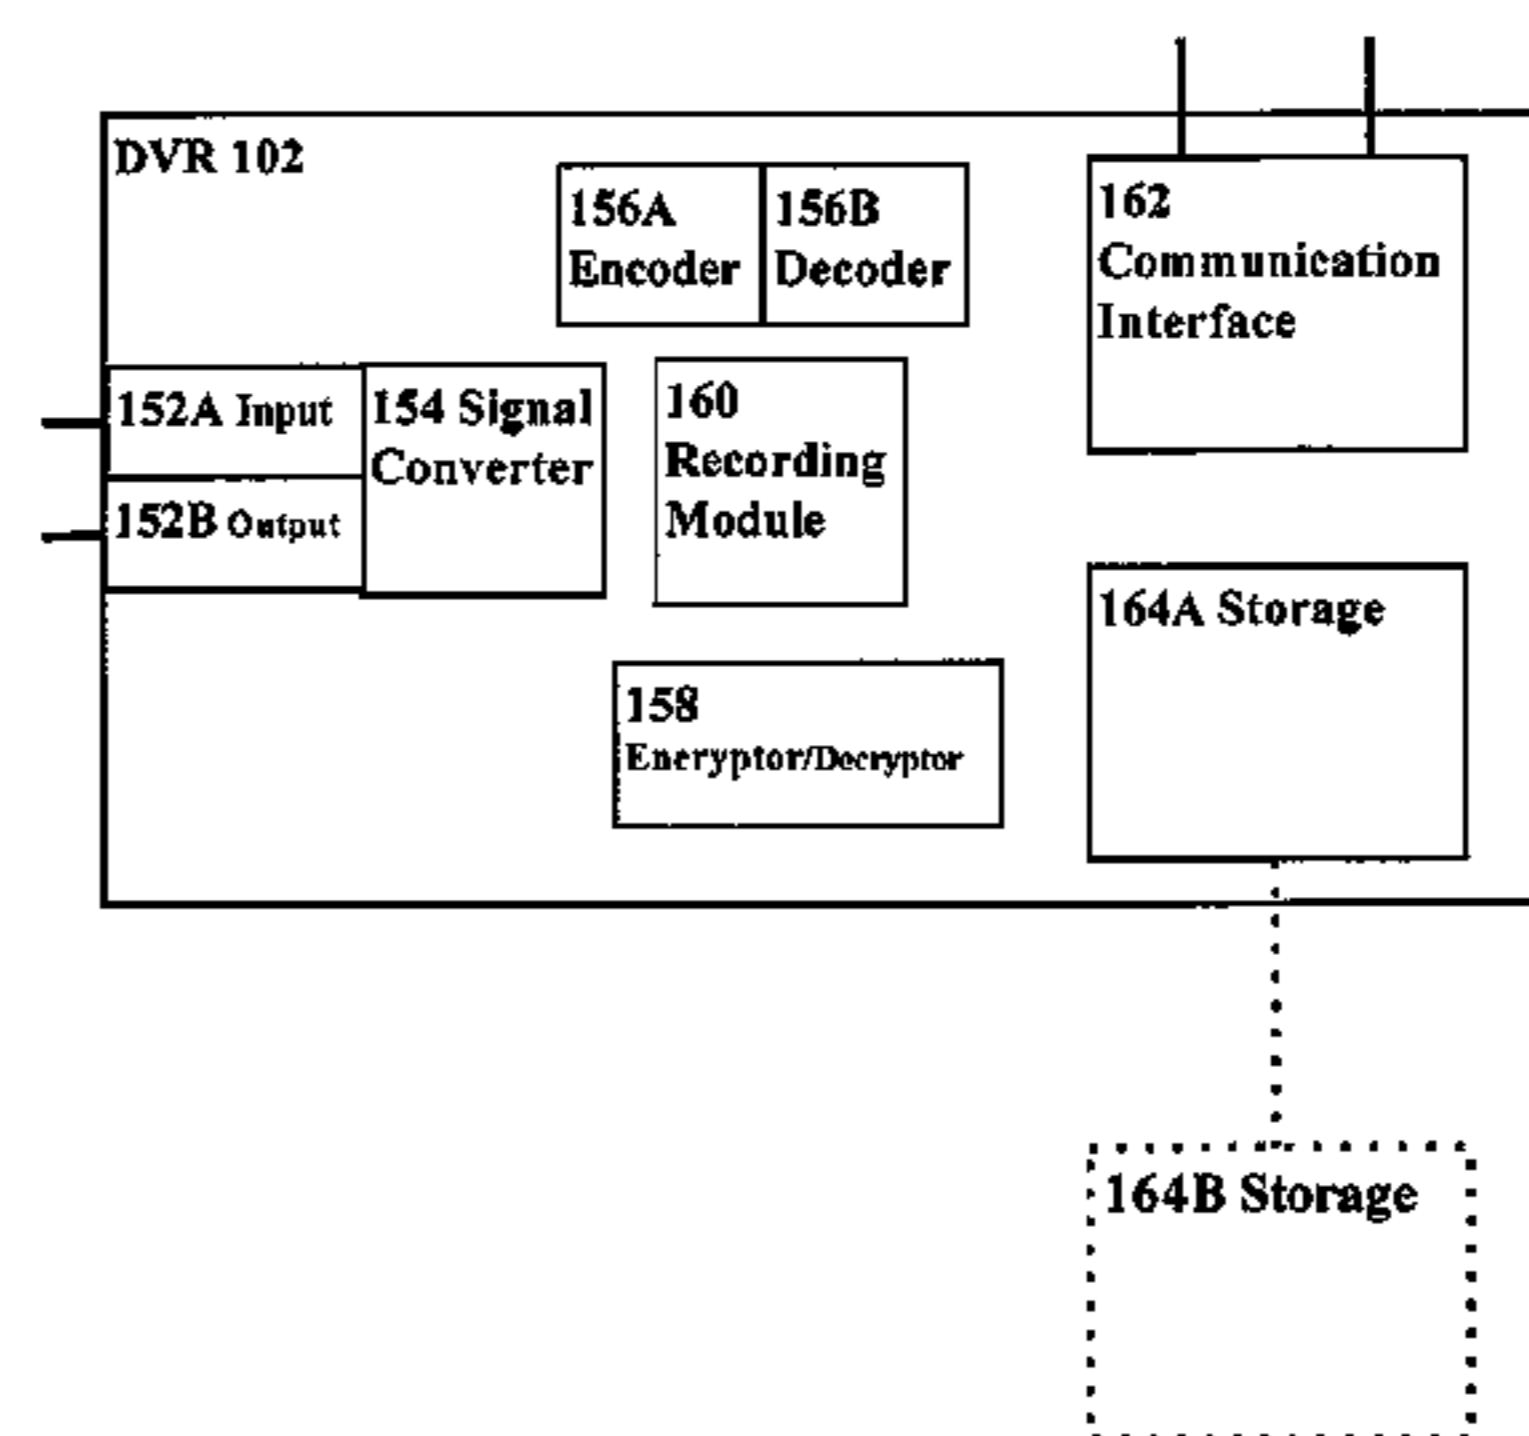 DVR 102
156A
Encoder
156B
Decoder
162
Communication
Interface
152A Input
152B Output
154 Signal
Converter
160
Recording
Module
164A Storage
158
Encryptor/Decryptor
164B Storage